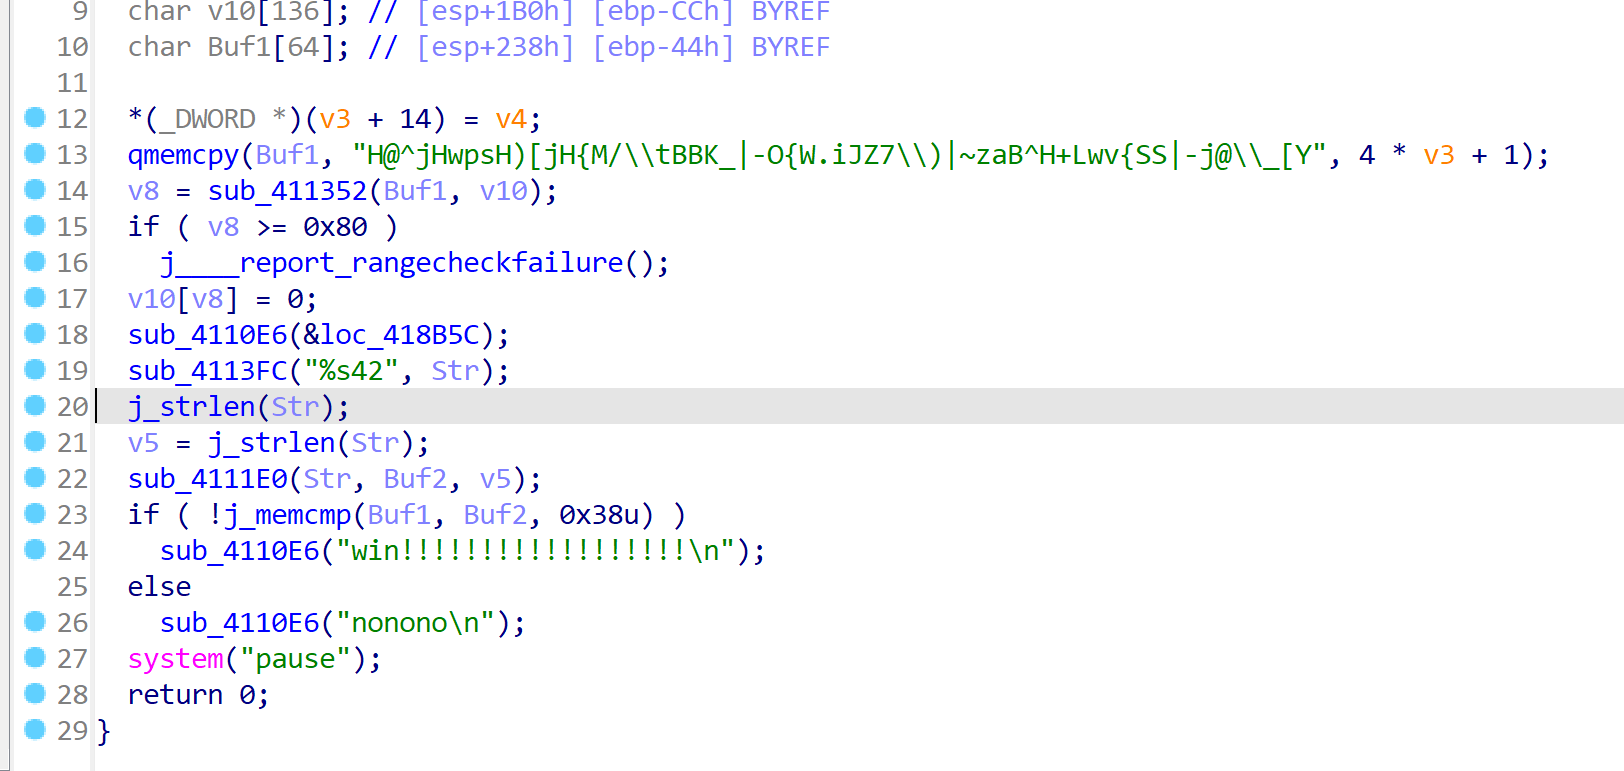 9 char v10[136]; // [esp+1B0h] [ebp-CCh] BYREF
10 char Buf1[64]; // [esp+238h] [ebp-44h] BYREF
11
12 *(_DWORD *)(v3 + 14) = v4;
13 qmemcpy(Buf1, "H@^jHwpsH)[jH{M/\\tBBK_|-O{W.iJZ7\\)|~zaB^H+Lwv{SS|-j@\\_[Y", 4 * v3 + 1);
14 v8 = sub_411352(Buf1, v10);
15 if ( v8 >= 0x80 )
16 j____report_rangecheckfailure();
17 v10[v8] = 0;
18 sub_4110E6(&loc_418B5C);
19 sub_4113FC("%s42", Str);
20 j_strlen(Str);
21 v5 = j_strlen(Str);
22 sub_4111E0(Str, Buf2, v5);
23 if ( !j_memcmp(Buf1, Buf2, 0x38u) )
24 sub_4110E6("win!!!!!!!!!!!!!!!!!!\n");
25 else
26 sub_4110E6("nonono\n");
27 system("pause");
28 return 0;
29 }